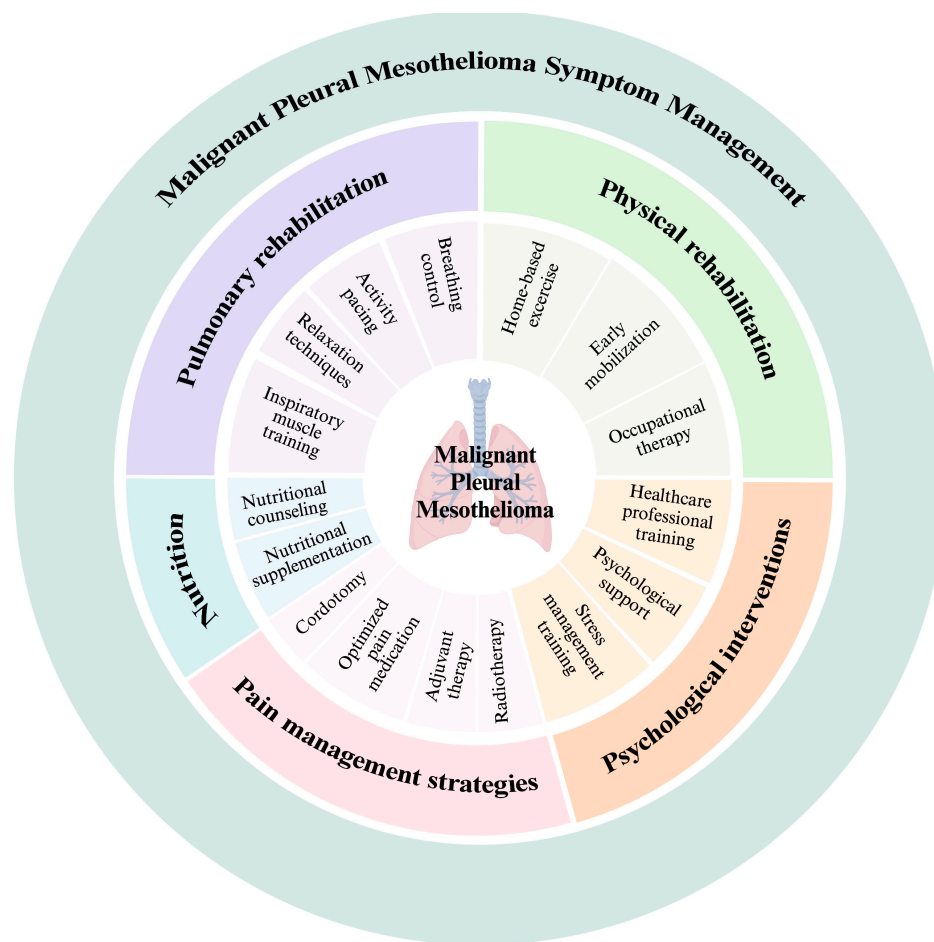 Malignant Pleural Mesothelioma Symptom Management
Pulmonary rehabilitation
Physical rehabilitation
Psychological interventions
Pain management strategies
Nutrition
Breathing
control
Activity
pacing
Relaxation
techniques
Inspiratory
muscle
training
Home-based
exoercise
Early
mobilization
Occupational
therapy
Healthcare
professional
training
Psychological
support
Stress
management
training
Radiotherapy
Adjuvant
therapy
Optimized
pain
medication
Cordotomy
Nutritional
supplementation
Nutritional
counseling
Malignant
Pleural
Mesothelioma